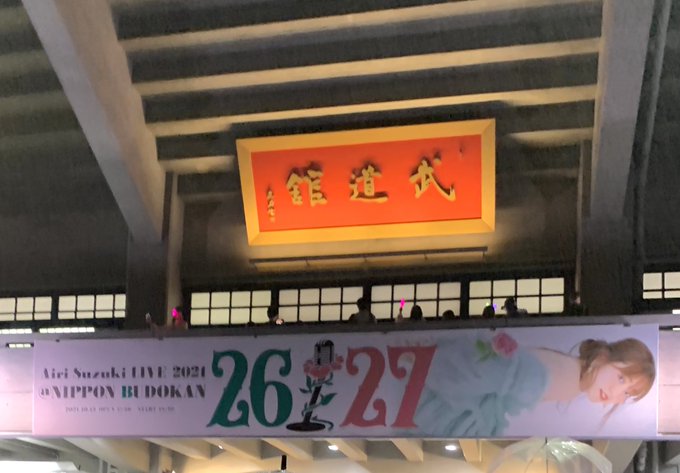 武道館
Airi Suzuki LIVE 2021
@NIPPON BUDOKAN
26 27